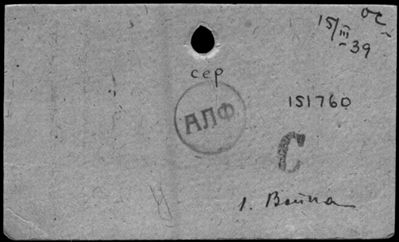 15/III-39
сер
АЛФ
151760
С
1. Война